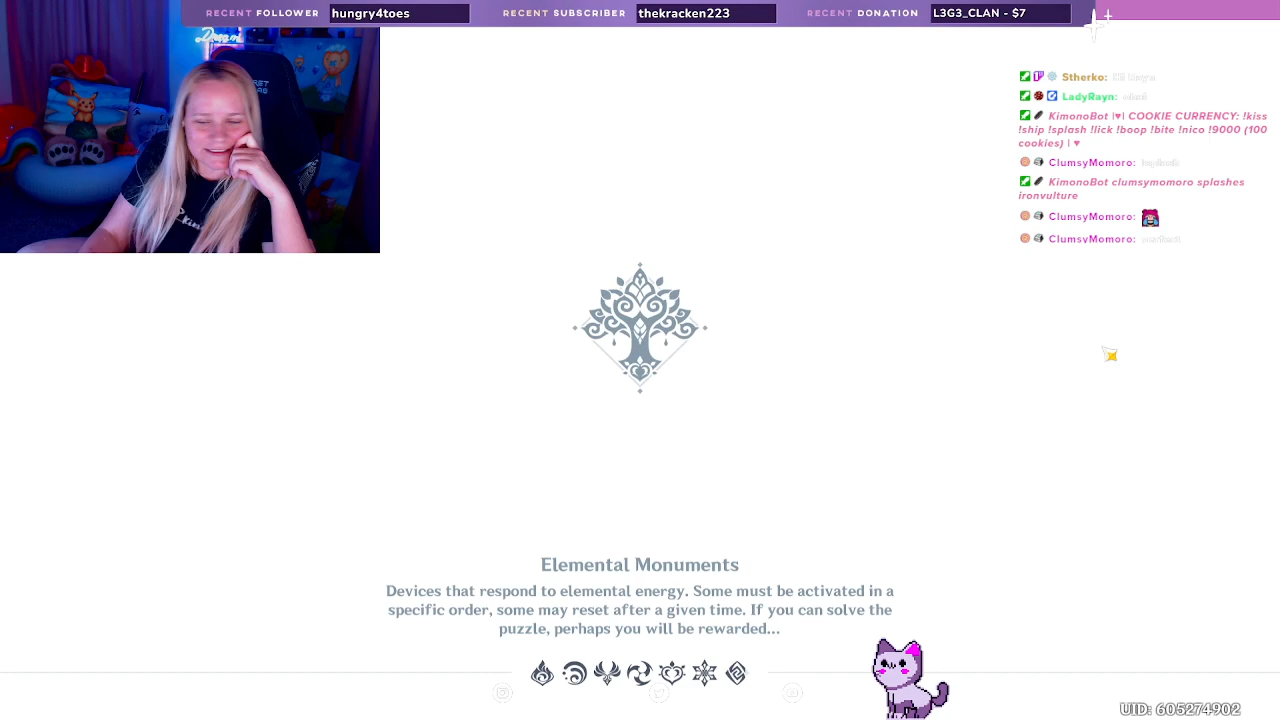 RECENT FOLLOWER hungry4toes RECENT SUBSCRIBER thekracken223 RECENT DONATION L3G3_CLAN - $7
Dream
Stherko:
LadyRayn:
KimonoBot |♥| COOKIE CURRENCY: !kiss
!ship !splash !lick !boop !bite !nico !9000 (100
cookies) | ♥
ClumsyMomoro:
KimonoBot clumsymomoro splashes
ironvulture
ClumsyMomoro:
ClumsyMomoro:
Elemental Monuments
Devices that respond to elemental energy. Some must be activated in a
specific order, some may reset after a given time. If you can solve the
puzzle, perhaps you will be rewarded...
UID: 605274902